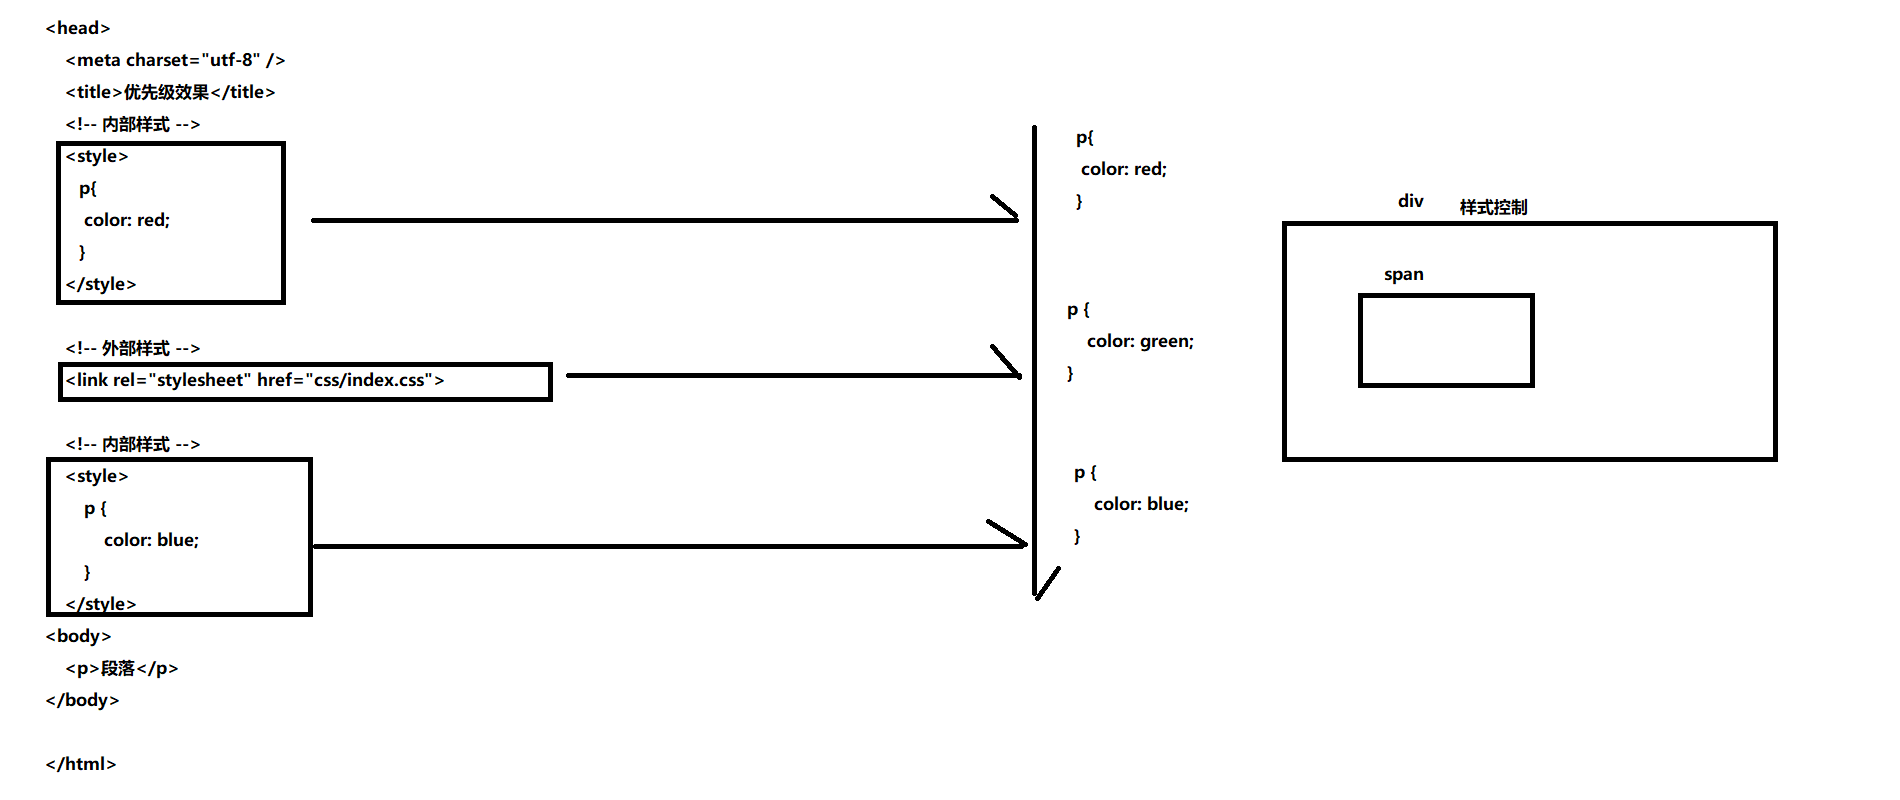 <head>
<meta charset="utf-8" />
<title>优先级效果</title>
<!-- 内部样式 -->
<style>
p{
color: red;
}
</style>
<!-- 外部样式 -->
<link rel="stylesheet" href="css/index.css">
<!-- 内部样式 -->
<style>
p {
color: blue;
}
</style>
<body>
<p>段落</p>
</body>
</html>
p{
color: red;
}
p {
color: green;
}
p {
color: blue;
}
div 样式控制
span